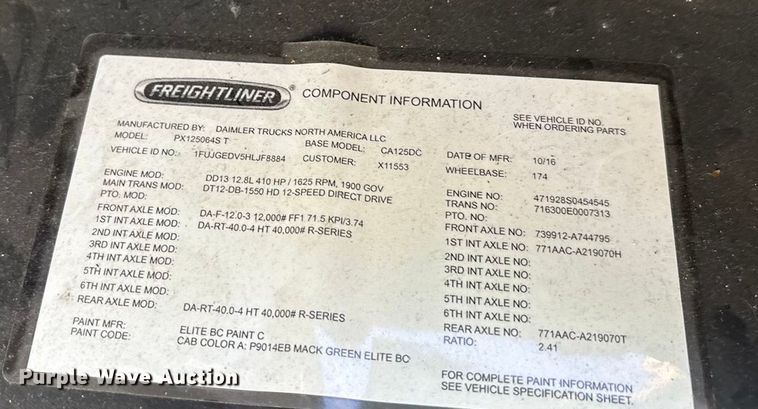 FREIGHTLINER® COMPONENT INFORMATION
SEE VEHICLE ID NO.
WHEN ORDERING PARTS
MANUFACTURED BY: DAIMLER TRUCKS NORTH AMERICA LLC
MODEL: PX125064S T BASE MODEL: CA125DC DATE OF MFR: 10/16
VEHICLE ID NO: 1FUJGEDV5HLJF8884 CUSTOMER: X11553 WHEELBASE: 174
ENGINE MOD: DD13 12.8L 410 HP / 1625 RPM, 1900 GOV ENGINE NO: 471928S0454545
MAIN TRANS MOD: DT12-DB-1550 HD 12-SPEED DIRECT DRIVE TRANS NO: 716300E0007313
PTO. MOD: PTO. NO:
FRONT AXLE MOD: DA-F-12.0-3 12,000# FF1 71.5 KPI/3.74 FRONT AXLE NO: 739912-A744795
1ST INT AXLE MOD: DA-RT-40.0-4 HT 40,000# R-SERIES 1ST INT AXLE NO: 771AAC-A219070H
2ND INT AXLE MOD: 2ND INT AXLE NO:
3RD INT AXLE MOD: 3RD INT AXLE NO:
4TH INT AXLE MOD: 4TH INT AXLE NO:
5TH INT AXLE MOD: 5TH INT AXLE NO:
6TH INT AXLE MOD: 6TH INT AXLE NO:
REAR AXLE MOD: DA-RT-40.0-4 HT 40,000# R-SERIES REAR AXLE NO: 771AAC-A219070T
RATIO: 2.41
PAINT MFR: ELITE BC PAINT C
PAINT CODE: CAB COLOR A: P9014EB MACK GREEN ELITE BC
FOR COMPLETE PAINT INFORMATION
SEE VEHICLE SPECIFICATION SHEET.
Purple Wave Auction